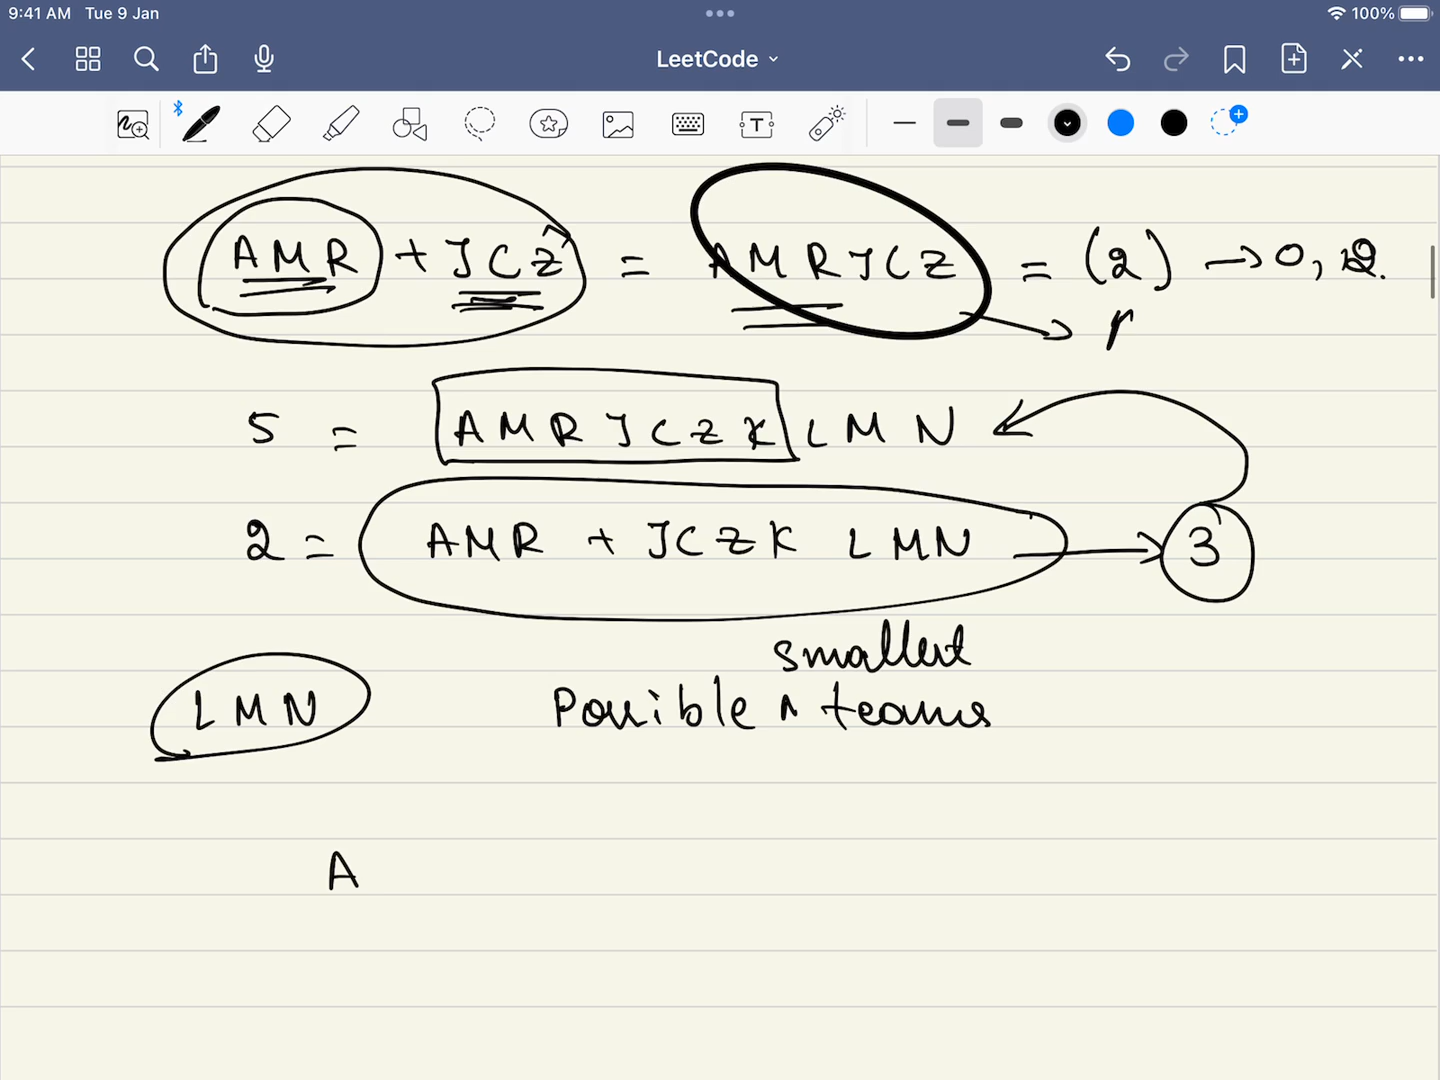 9:41 AM Tue 9 Jan 100%
LeetCode
AMR + JCZ = AMRJCZ = (2) → 0, 2.
r
5 = AMRJCZK LMN
2 = AMR + JCZK LMN → 3
smallest
LMN Possible ^ teams
A